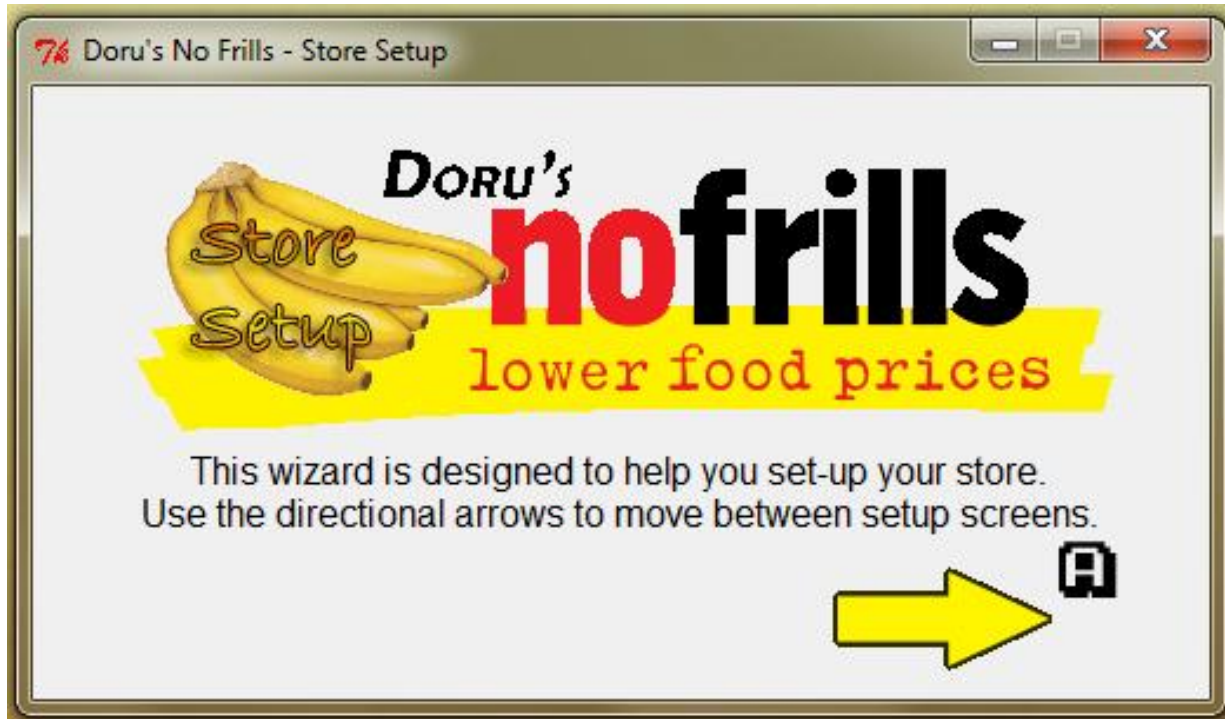 7k Doru's No Frills - Store Setup
Doru's
Store
Setup
nofrills
lower food prices
This wizard is designed to help you set-up your store.
Use the directional arrows to move between setup screens.
A